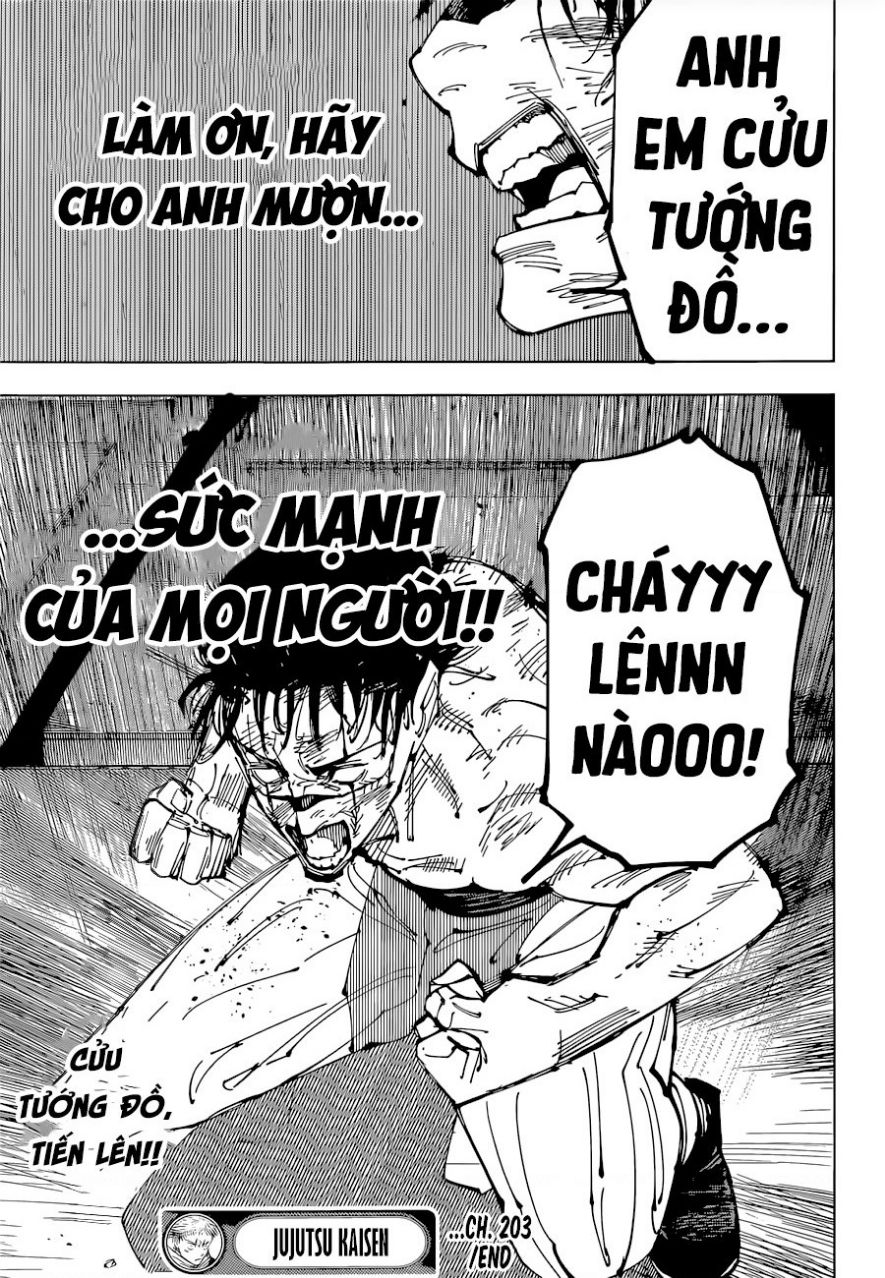 ANH
EM CỬU
TƯỚNG
ĐỒ...
LÀM ƠN, HÃY
CHO ANH MƯỢN...
CHÁYYY
LÊNNN
NÀOOO!
...SỨC MẠNH
CỦA MỌI NGƯỜI!!
CỬU
TƯỚNG ĐỒ,
TIẾN LÊN!!
JUJUTSU KAISEN
...CH. 203
/END